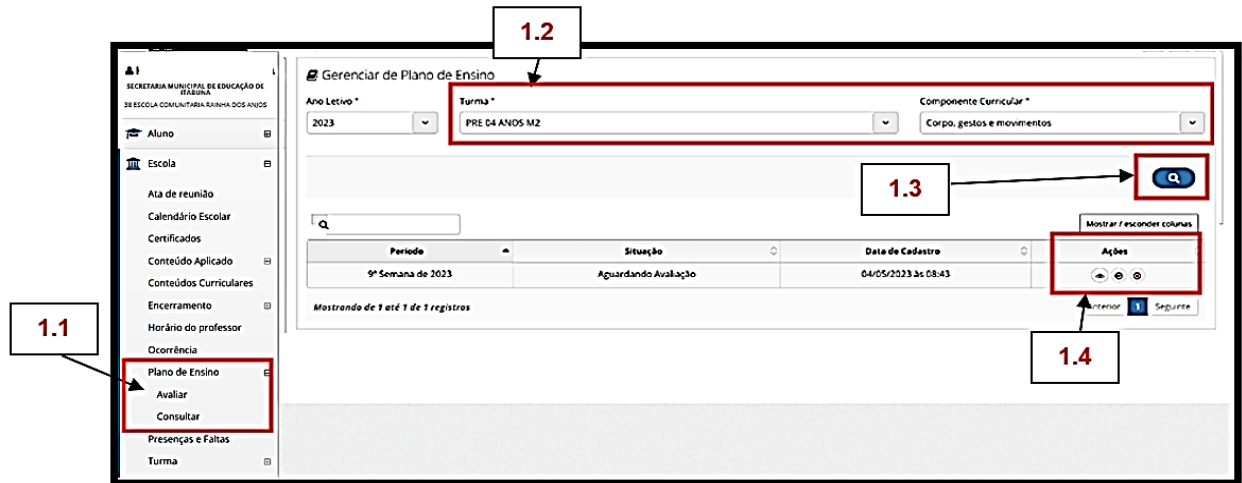 1.2
SECRETARIA MUNICIPAL DE EDUCAÇÃO DE
ITABUNA
38 ESCOLA COMUNITARIA RAINHA DOS ANJOS
Aluno
Escola
Ata de reunião
Calendário Escolar
Certificados
Conteúdo Aplicado
Conteúdos Curriculares
Encerramento
Horário do professor
Ocorrência
Plano de Ensino
Avaliar
Consultar
Presenças e Faltas
Turma
1.1
Gerenciar de Plano de Ensino
Ano Letivo * Turma * Componente Curricular *
2023 PRE 04 ANOS M2 Corpo, gestos e movimentos
1.3
Mostrar / esconder colunas
Período Situação Data de Cadastro Ações
9ª Semana de 2023 Aguardando Avaliação 04/05/2023 às 08:43
Mostrando de 1 até 1 de 1 registros
Anterior 1 Seguinte
1.4